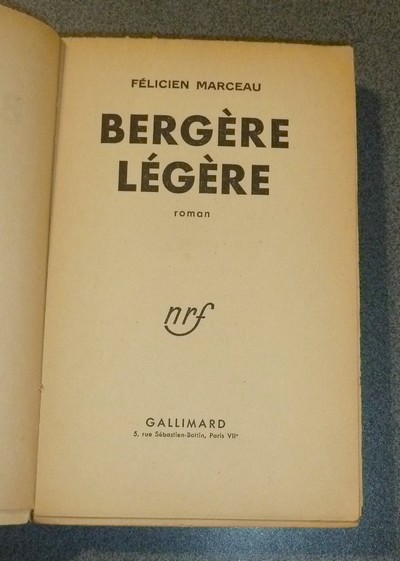 FÉLICIEN MARCEAU
BERGÈRE
LÉGÈRE
roman
nrf
GALLIMARD
5, rue Sébastien-Bottin, Paris VIIᵉ